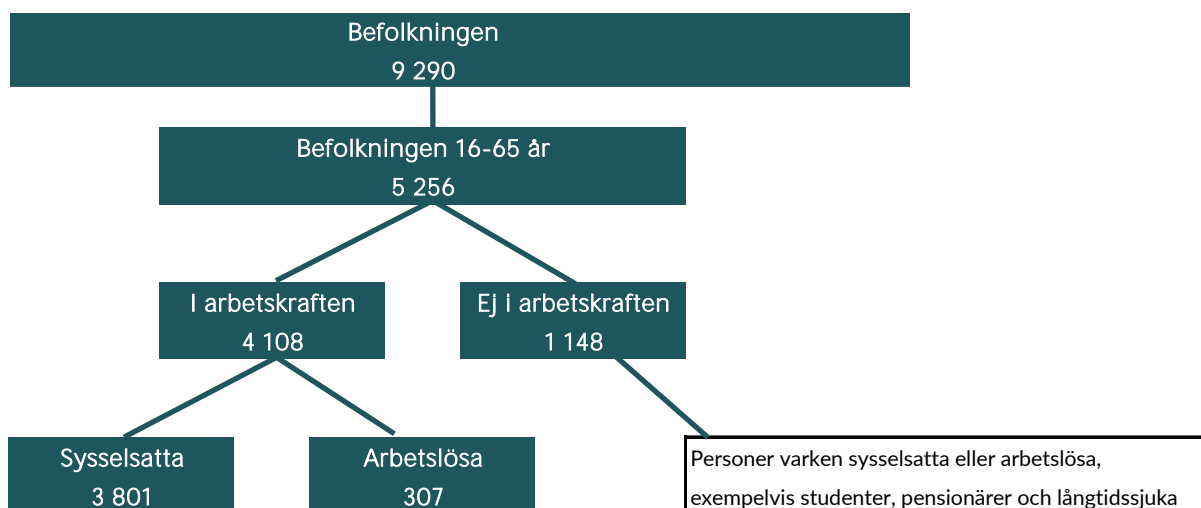 Befolkningen
9 290
Befolkningen 16-65 år
5 256
I arbetskraften
4 108
Ej i arbetskraften
1 148
Sysselsatta
3 801
Arbetslösa
307
Personer varken sysselsatta eller arbetslösa,
exempelvis studenter, pensionärer och långtidssjuka